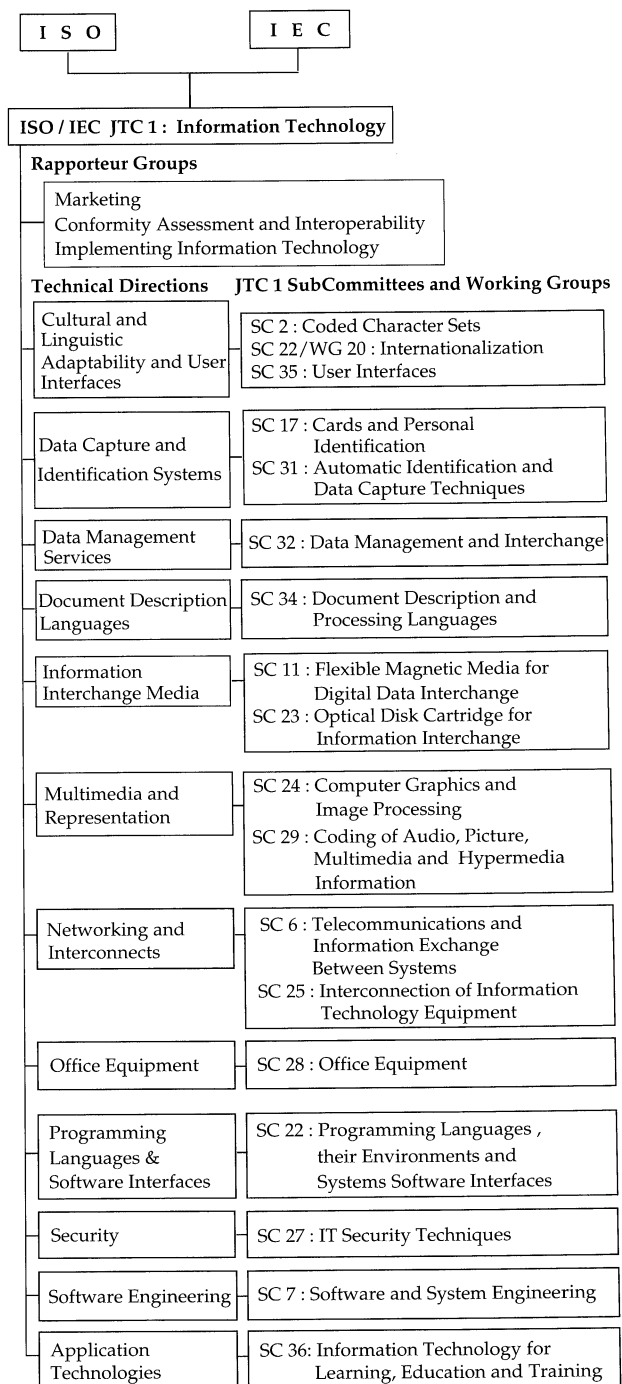 I S O
I E C
ISO / IEC JTC 1 : Information Technology
Rapporteur Groups
Marketing
Conformity Assessment and Interoperability
Implementing Information Technology
Technical Directions
JTC 1 SubCommittees and Working Groups
Cultural and
Linguistic
Adaptability and User
Interfaces
SC 2 : Coded Character Sets
SC 22/WG 20 : Internationalization
SC 35 : User Interfaces
Data Capture and
Identification Systems
SC 17 : Cards and Personal
Identification
SC 31 : Automatic Identification and
Data Capture Techniques
Data Management
Services
SC 32 : Data Management and Interchange
Document Description
Languages
SC 34 : Document Description and
Processing Languages
Information
Interchange Media
SC 11 : Flexible Magnetic Media for
Digital Data Interchange
SC 23 : Optical Disk Cartridge for
Information Interchange
Multimedia and
Representation
SC 24 : Computer Graphics and
Image Processing
SC 29 : Coding of Audio, Picture,
Multimedia and Hypermedia
Information
Networking and
Interconnects
SC 6 : Telecommunications and
Information Exchange
Between Systems
SC 25 : Interconnection of Information
Technology Equipment
Office Equipment
SC 28 : Office Equipment
Programming
Languages &
Software Interfaces
SC 22 : Programming Languages ,
their Environments and
Systems Software Interfaces
Security
SC 27 : IT Security Techniques
Software Engineering
SC 7 : Software and System Engineering
Application
Technologies
SC 36: Information Technology for
Learning, Education and Training